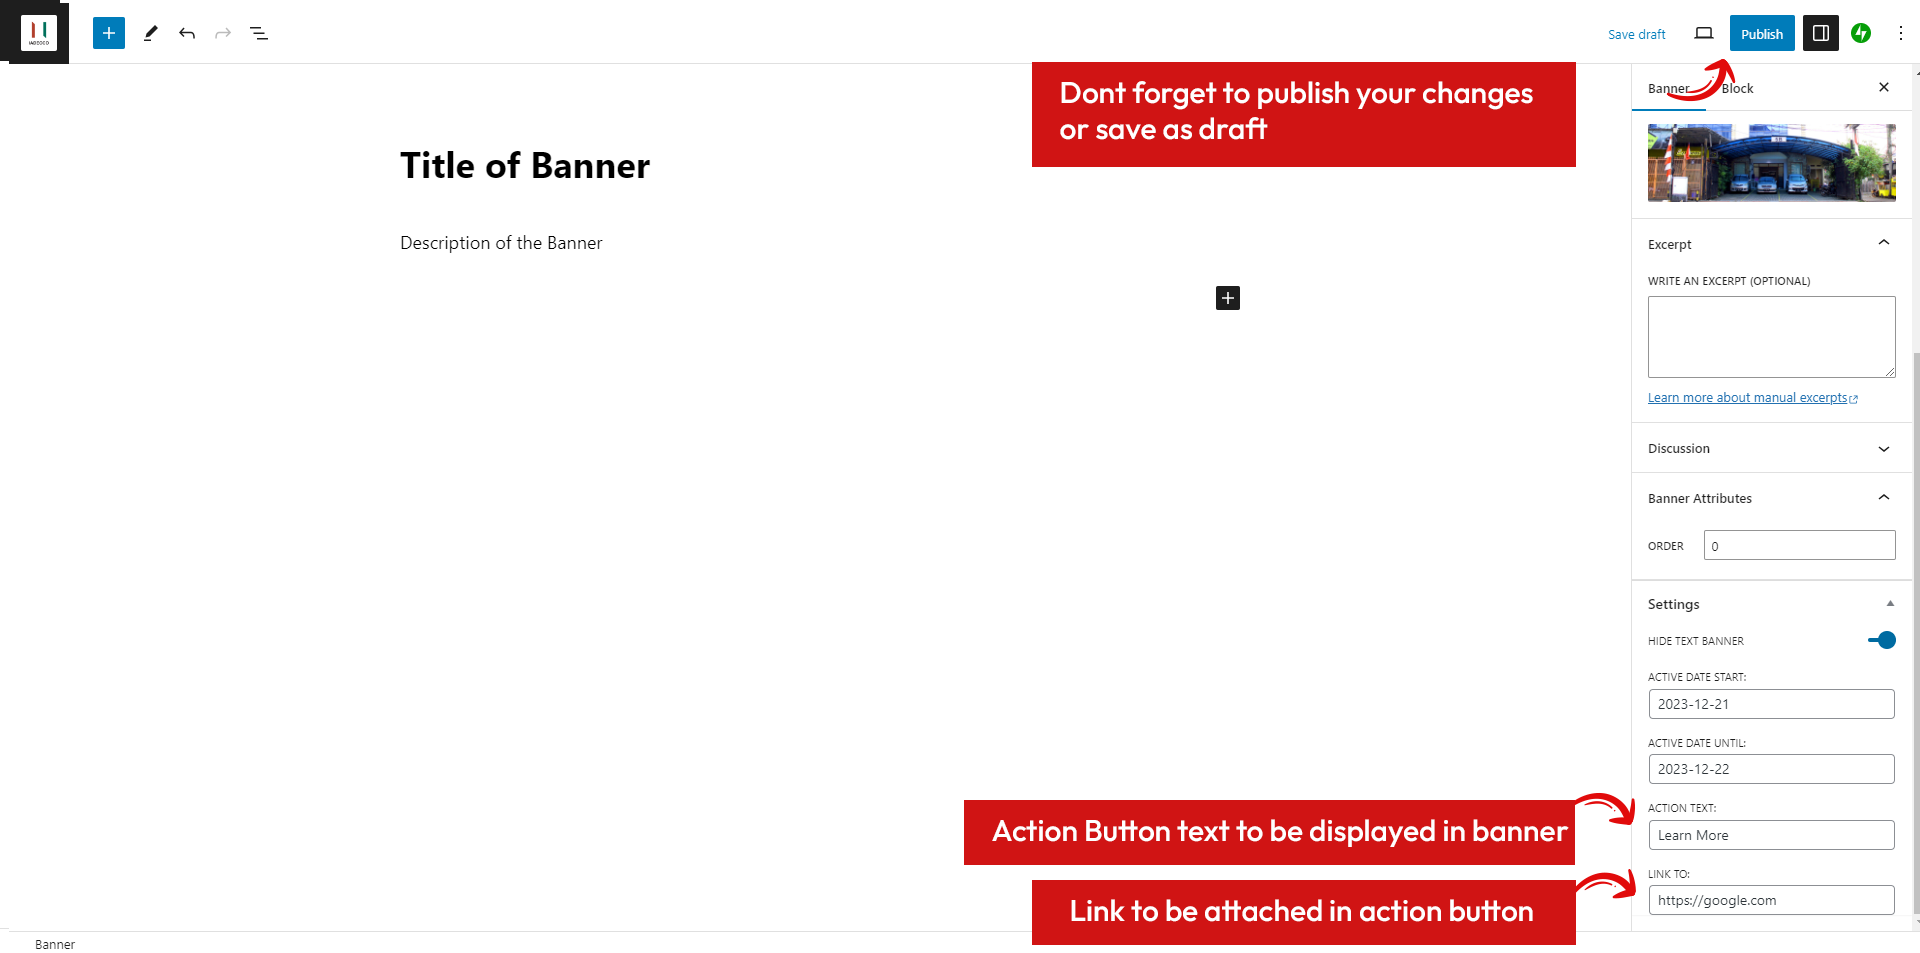 Save draft
Publish
Dont forget to publish your changes
or save as draft
Banner
Block
Title of Banner
Description of the Banner
Excerpt
WRITE AN EXCERPT (OPTIONAL)
Learn more about manual excerpts
Discussion
Banner Attributes
ORDER
0
Settings
HIDE TEXT BANNER
ACTIVE DATE START:
2023-12-21
ACTIVE DATE UNTIL:
2023-12-22
Action Button text to be displayed in banner
ACTION TEXT:
Learn More
Link to be attached in action button
LINK TO:
https://google.com
Banner